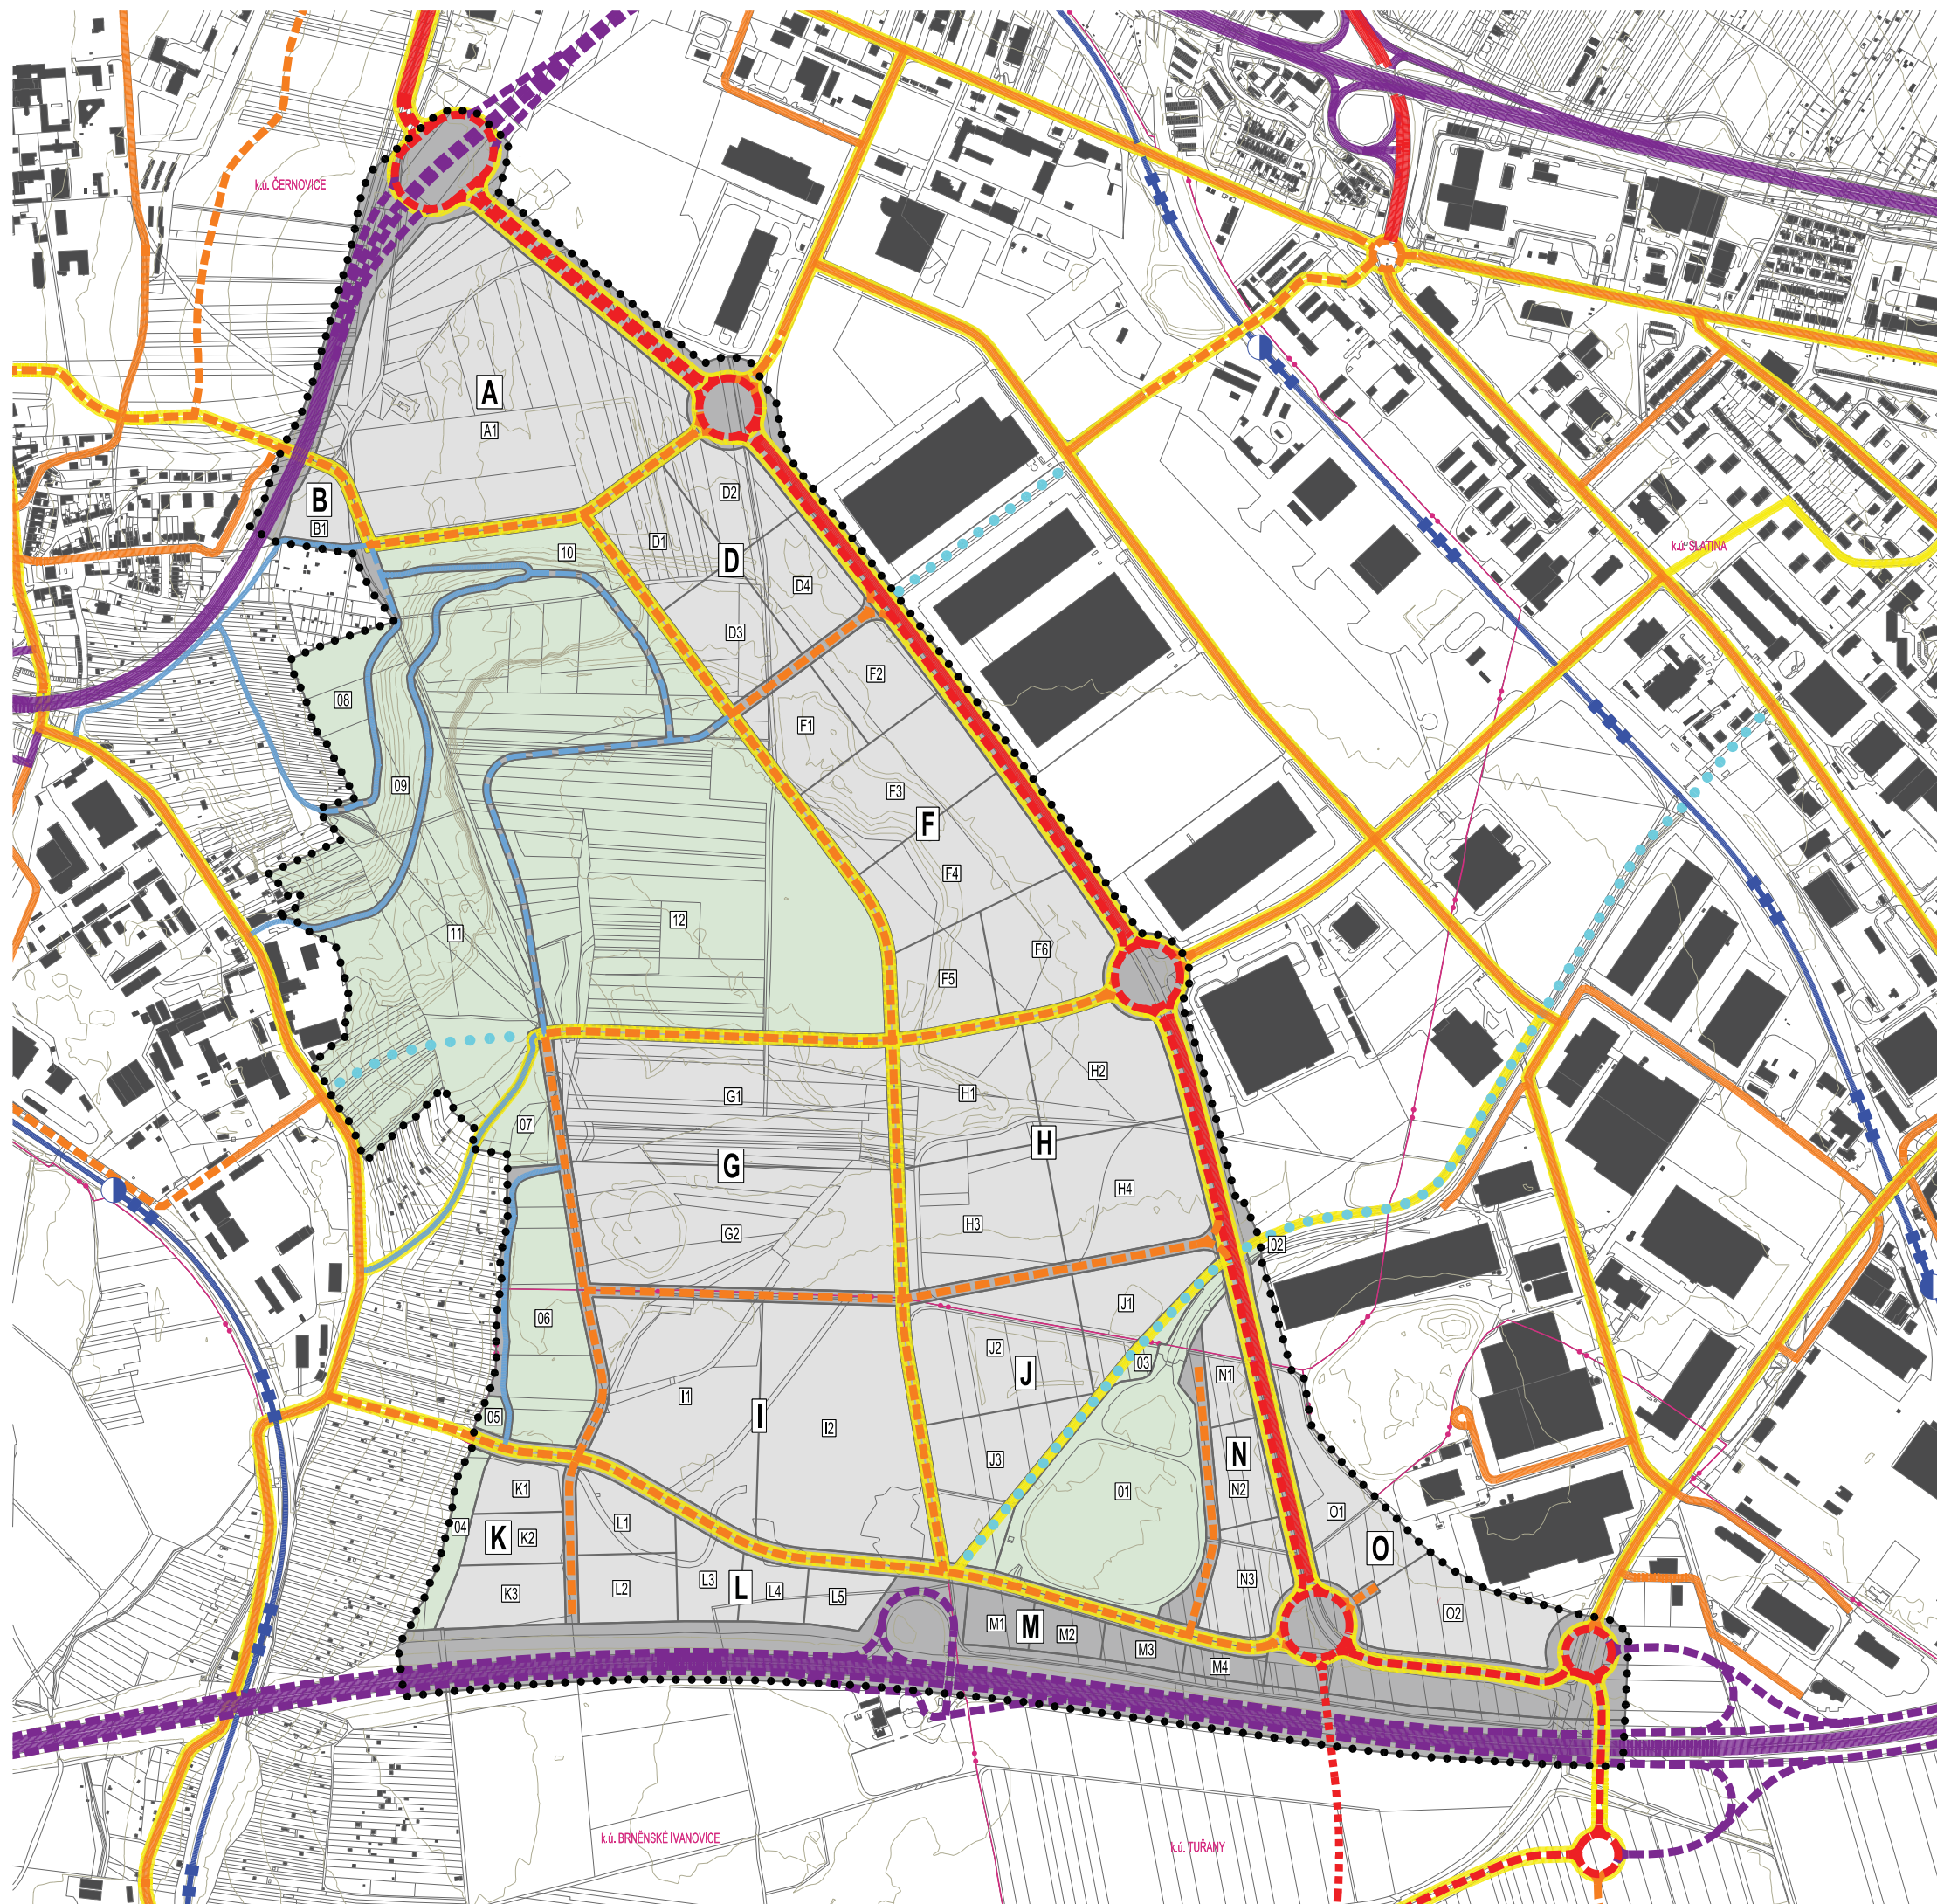 k.ú. ČERNOVICE
A
A1
B
B1
D2
k.ú. SLATINA
10
D1
D
D4
D3
F2
08
F1
09
F3
F
F4
12
11
F6
F5
H2
G1
H1
07
H
G
H4
H3
G2
02
J1
06
J2
03
J
N1
I1
05
I
I2
N
J3
K1
01
N2
O1
04
K
K2
L1
O
L3
L
L4
N3
K3
L2
L5
O2
M1
M
M2
M3
M4
k.ú. BRNĚNSKÉ IVANOVICE
k.ú. TUŘANY